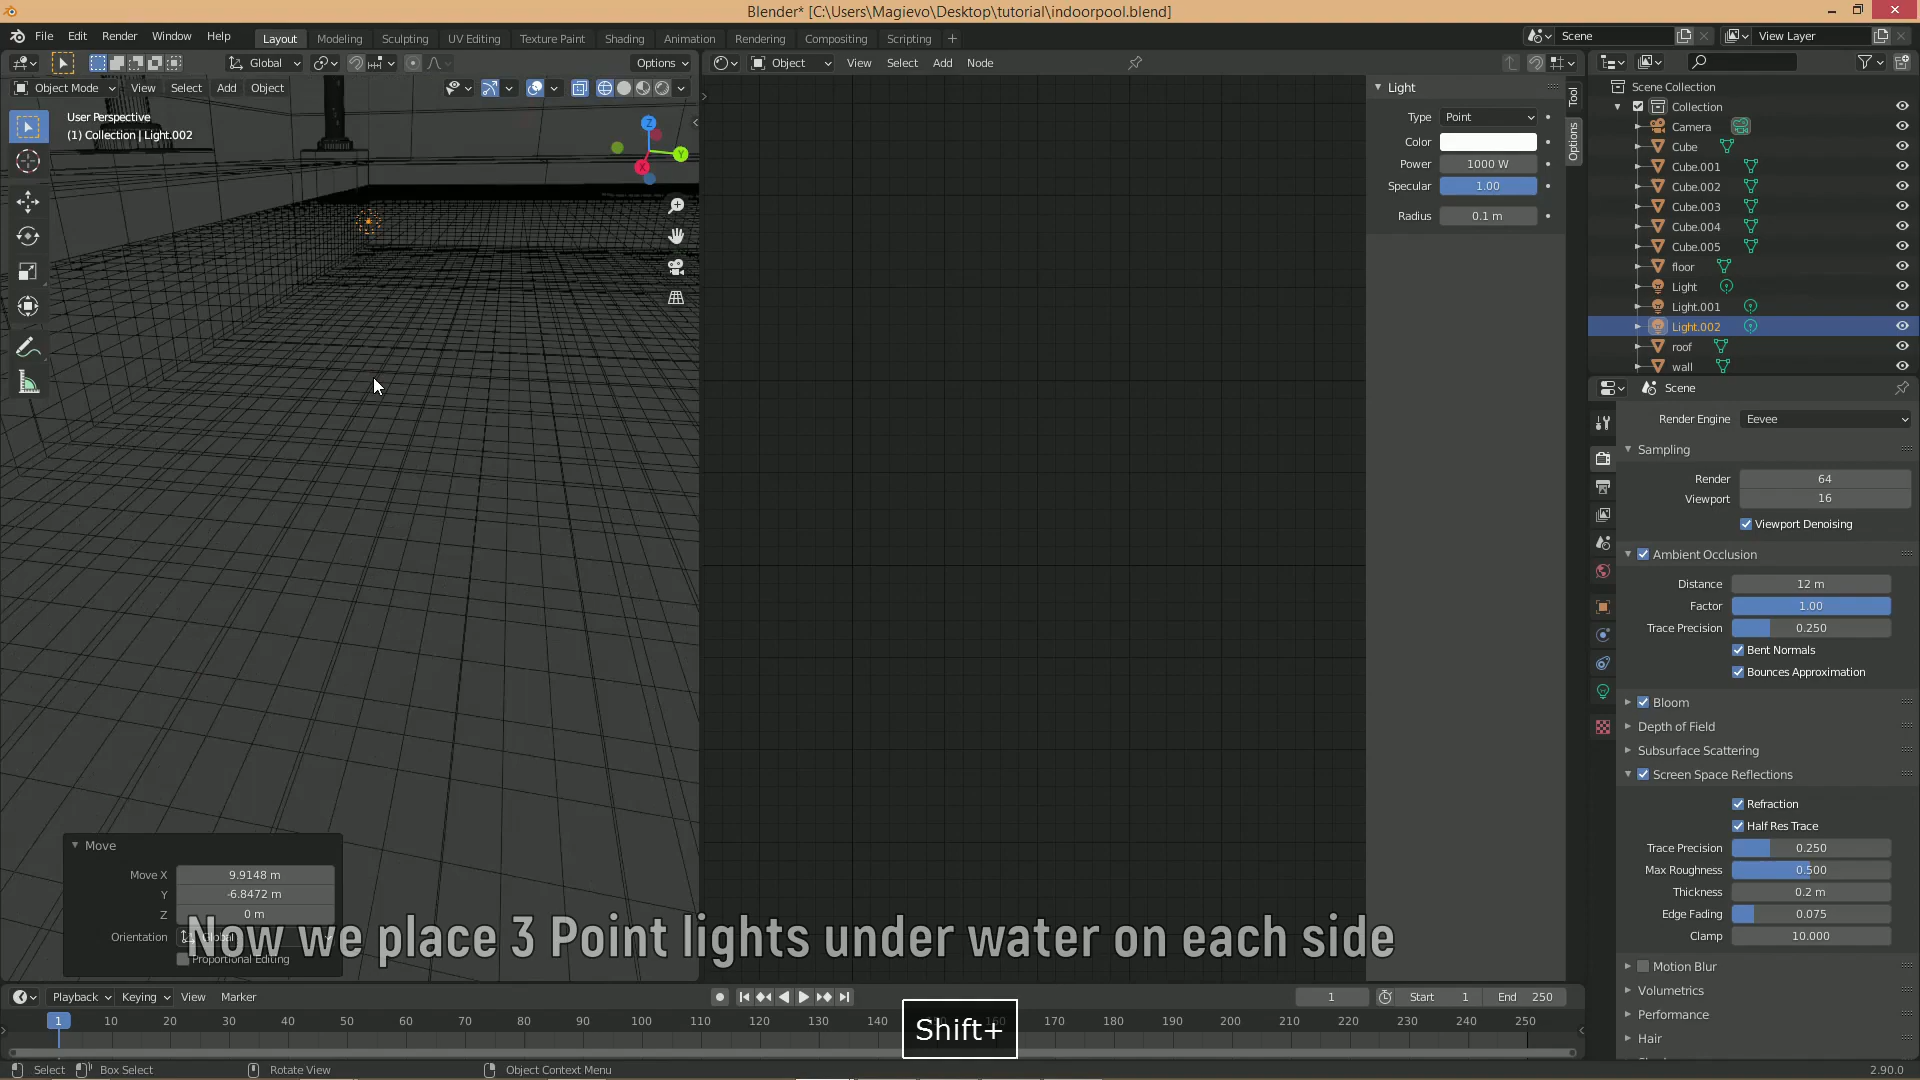 Blender* [C:\Users\Magievo\Desktop\tutorial\indoorpool.blend]
File Edit Render Window Help
Layout Modeling Sculpting UV Editing Texture Paint Shading Animation Rendering Compositing Scripting +
Scene
View Layer
Global
Options
Object View Select Add Node
Object Mode View Select Add Object
User Perspective
(1) Collection | Light.002
Z
Y
X
Light
Type Point
Color
Power 1000 W
Specular 1.00
Radius 0.1 m
Tool
Options
Scene Collection
Collection
Camera
Cube
Cube.001
Cube.002
Cube.003
Cube.004
Cube.005
floor
Light
Light.001
Light.002
roof
wall
Scene
Render Engine Eevee
Sampling
Render 64
Viewport 16
Viewport Denoising
Ambient Occlusion
Distance 12 m
Factor 1.00
Trace Precision 0.250
Bent Normals
Bounces Approximation
Bloom
Depth of Field
Subsurface Scattering
Screen Space Reflections
Refraction
Half Res Trace
Trace Precision 0.250
Max Roughness 0.500
Thickness 0.2 m
Edge Fading 0.075
Clamp 10.000
Motion Blur
Volumetrics
Performance
Hair
Move
Move X 9.9148 m
Y -6.8472 m
Z 0 m
Orientation Global
Proportional Editing
Now we place 3 Point lights under water on each side
Playback Keying View Marker
1 Start 1 End 250
1 10 20 30 40 50 60 70 80 90 100 110 120 130 140 150 160 170 180 190 200 210 220 230 240 250
Shift+
Select Box Select Rotate View Object Context Menu 2.90.0